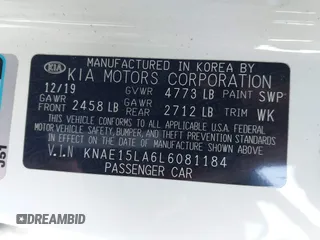 MANUFACTURED IN KOREA BY
KIA KIA MOTORS CORPORATION
12/19 GVWR 4773 LB PAINT SWP
GAWR FRONT 2458 LB GAWR REAR 2712 LB TRIM WK
THIS VEHICLE CONFORMS TO ALL APPLICABLE U.S.A FEDERAL
MOTOR VEHICLE SAFETY, BUMPER, AND THEFT PREVENTION
STANDARDS IN EFFECT ON THE DATE OF MANUFACTURE
SHOWN ABOVE.
V.I.N KNAE15LA6L6081184
PASSENGER CAR
J51
DREAMBID